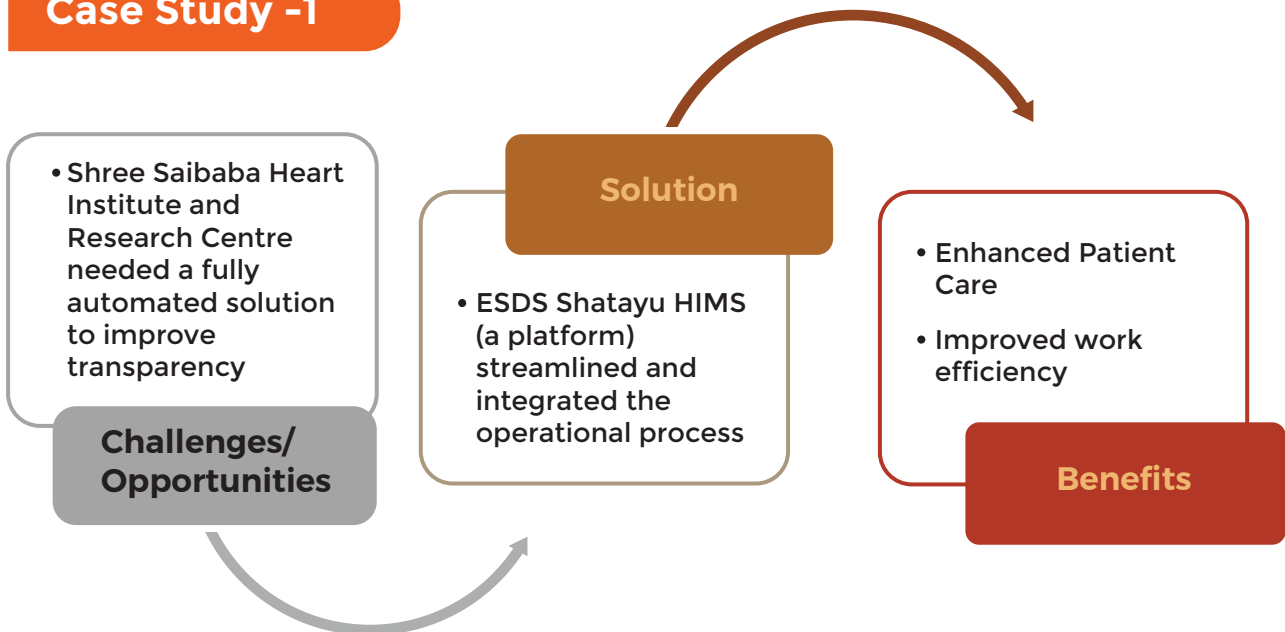 Case Study -1
• Shree Saibaba Heart
Institute and
Research Centre
needed a fully
automated solution
to improve
transparency
Challenges/
Opportunities
Solution
• ESDS Shatayu HIMS
(a platform)
streamlined and
integrated the
operational process
• Enhanced Patient
Care
• Improved work
efficiency
Benefits